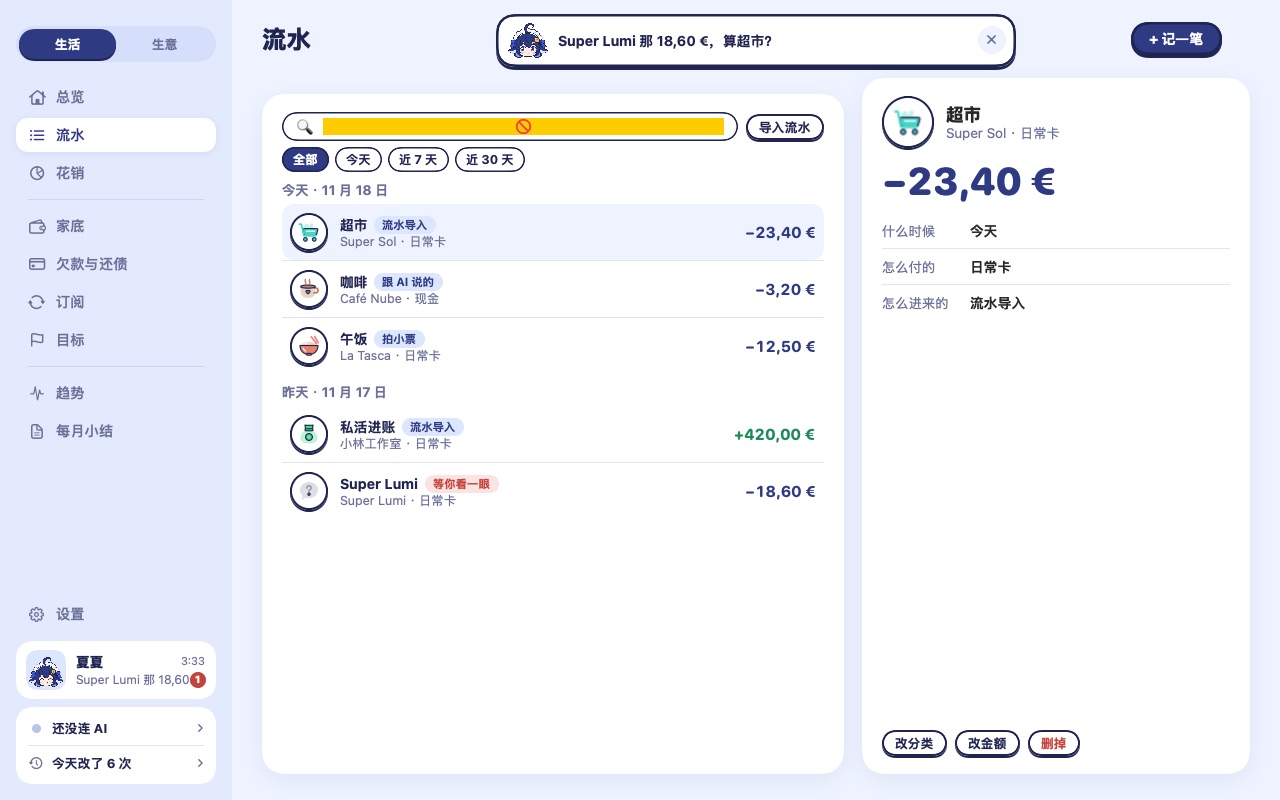 生活
生意
总览
流水
花销
家底
欠款与还债
订阅
目标
趋势
每月小结
设置
夏夏
3:33
Super Lumi 那 18,60
1
还没连 AI
今天改了 6 次
流水
Super Lumi 那 18,60 €，算超市?
+ 记一笔
导入流水
全部
今天
近 7 天
近 30 天
今天 · 11 月 18 日
超市 流水导入
Super Sol · 日常卡
−23,40 €
咖啡 跟 AI 说的
Café Nube · 现金
−3,20 €
午饭 拍小票
La Tasca · 日常卡
−12,50 €
昨天 · 11 月 17 日
私活进账 流水导入
小林工作室 · 日常卡
+420,00 €
Super Lumi 等你看一眼
Super Lumi · 日常卡
−18,60 €
超市
Super Sol · 日常卡
−23,40 €
什么时候 今天
怎么付的 日常卡
怎么进来的 流水导入
改分类
改金额
删掉